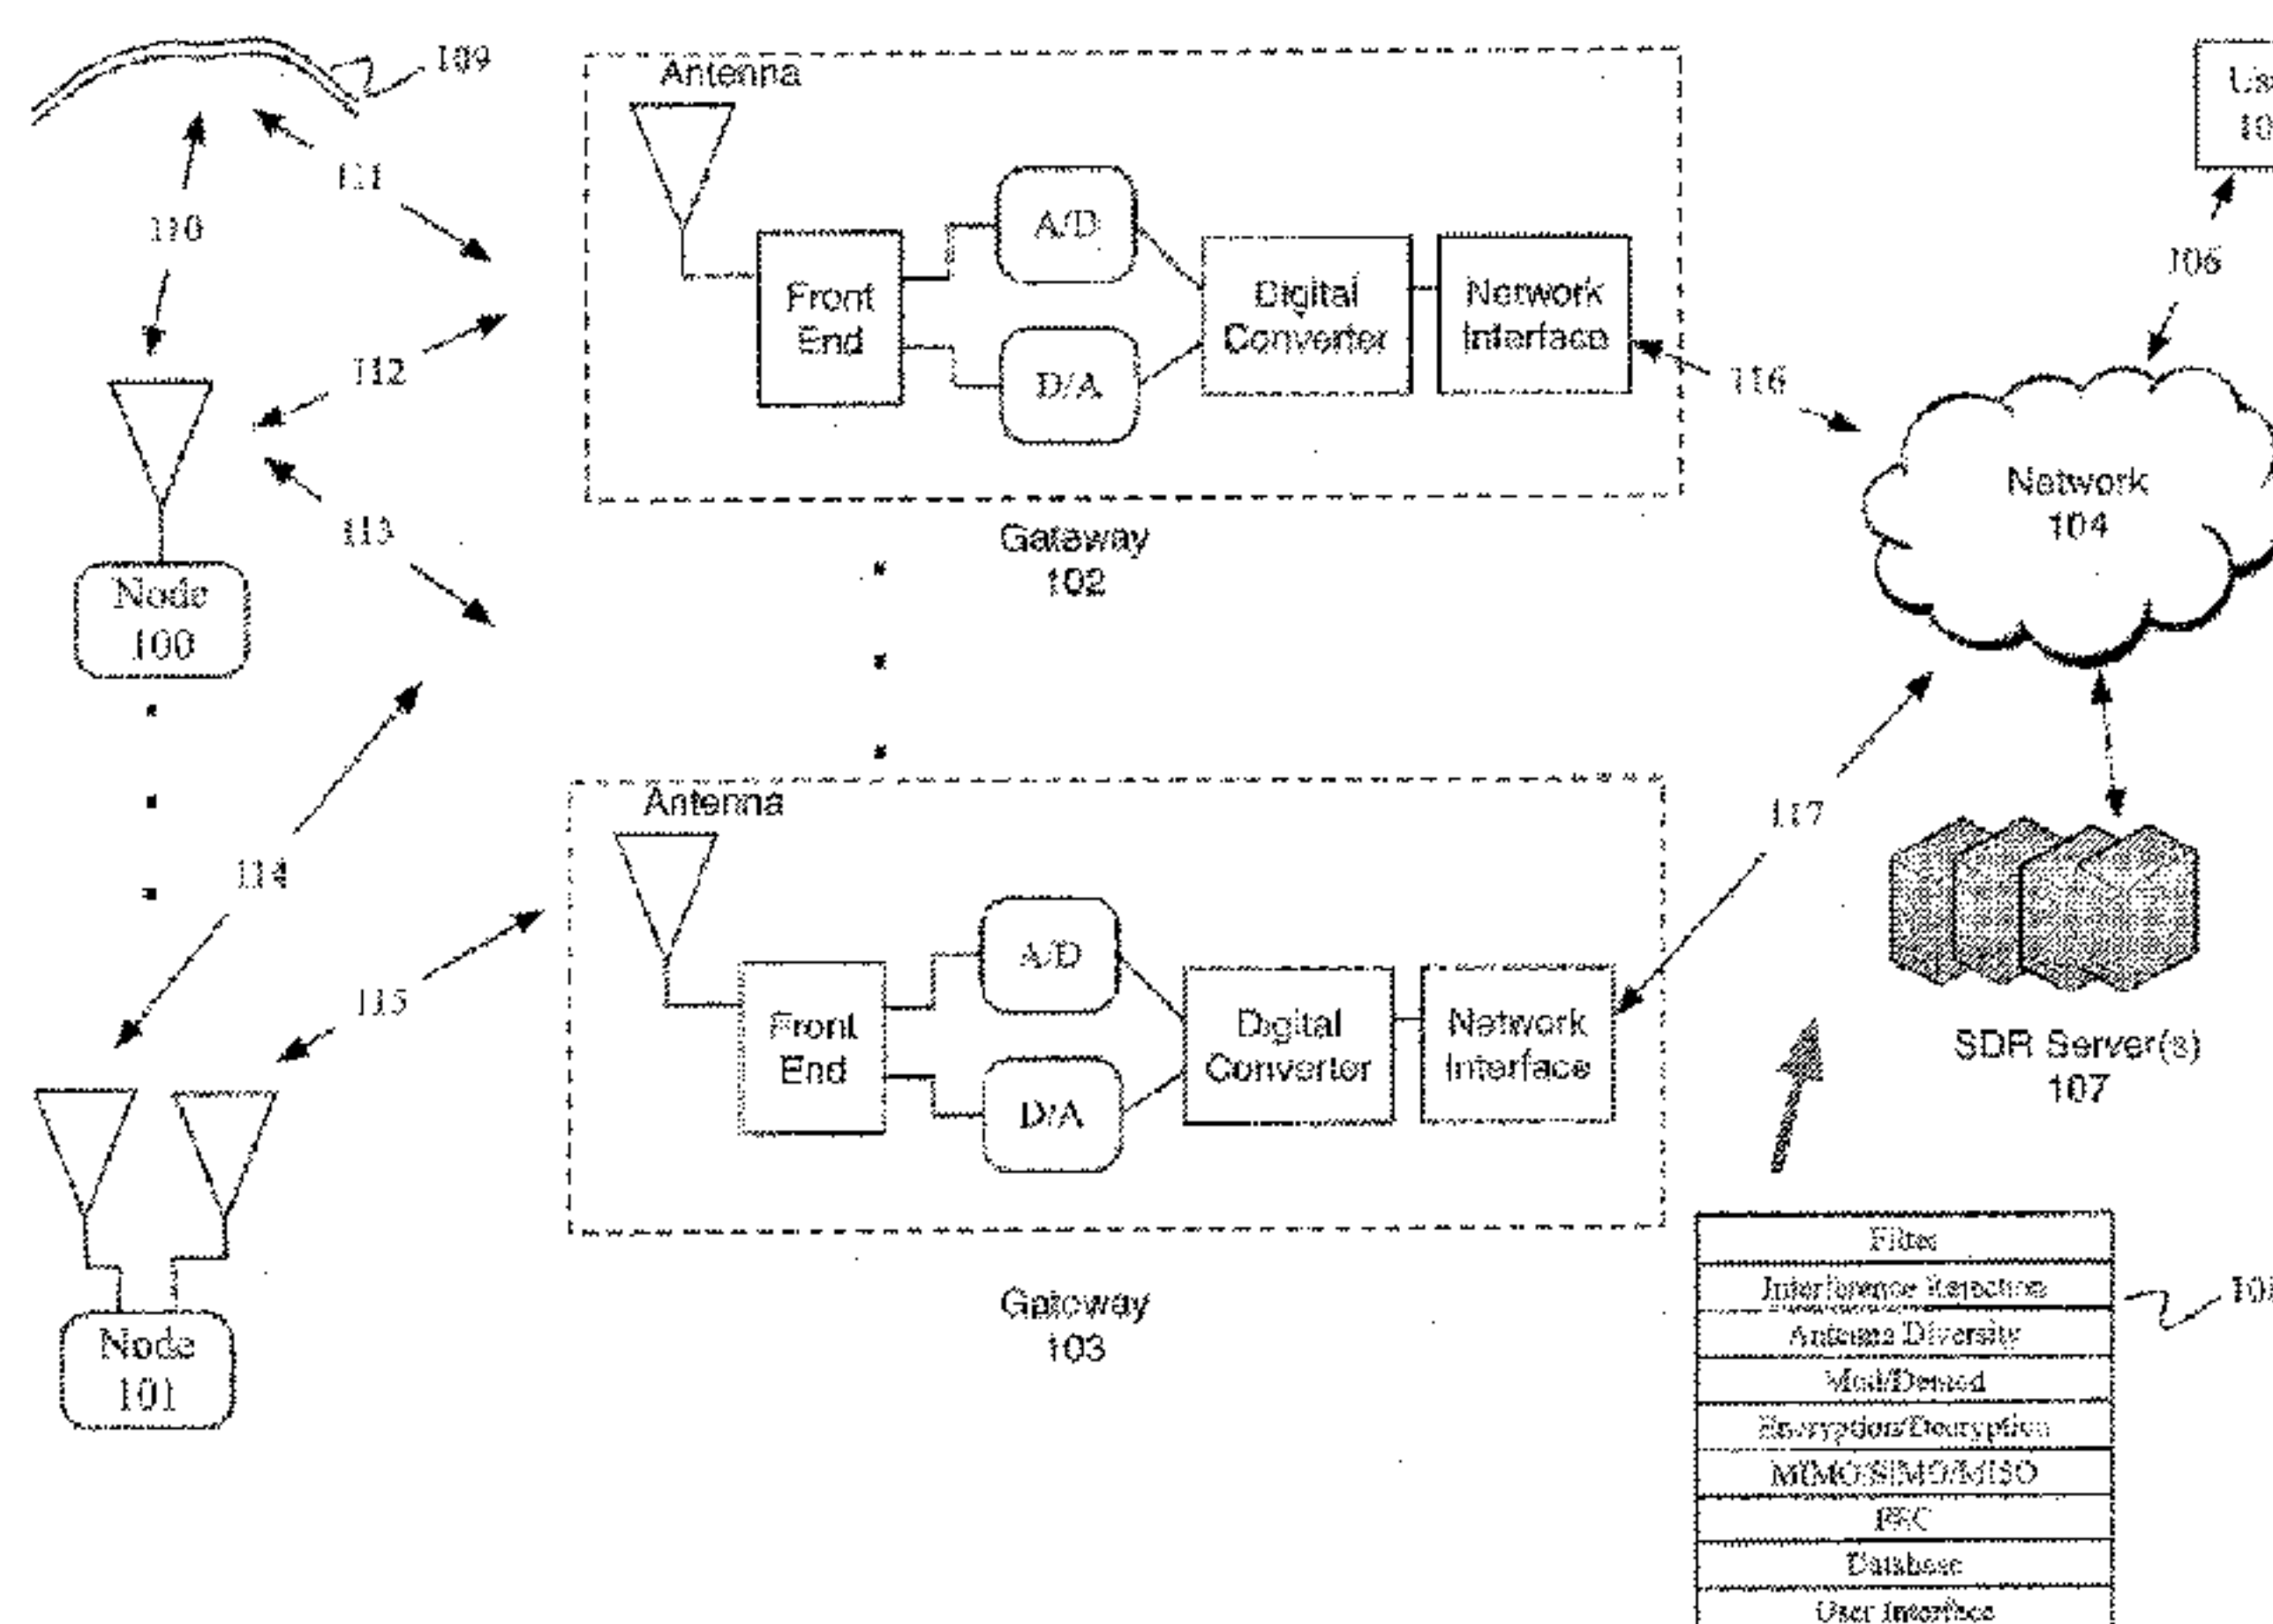 109
111
110
112
113
Node
100
114
115
Node
101
Antenna
Front
End
A/D
D/A
Digital
Converter
Network
Interface
Gateway
102
Antenna
Front
End
A/D
D/A
Digital
Converter
Network
Interface
Gateway
103
116
106
Network
104
117
SDR Server(s)
107
Filter
Interference Rejection
Antenna Diversity
Mod/Demod
Encryption/Decryption
MIMO/SIMO/MISO
Database
User Interface